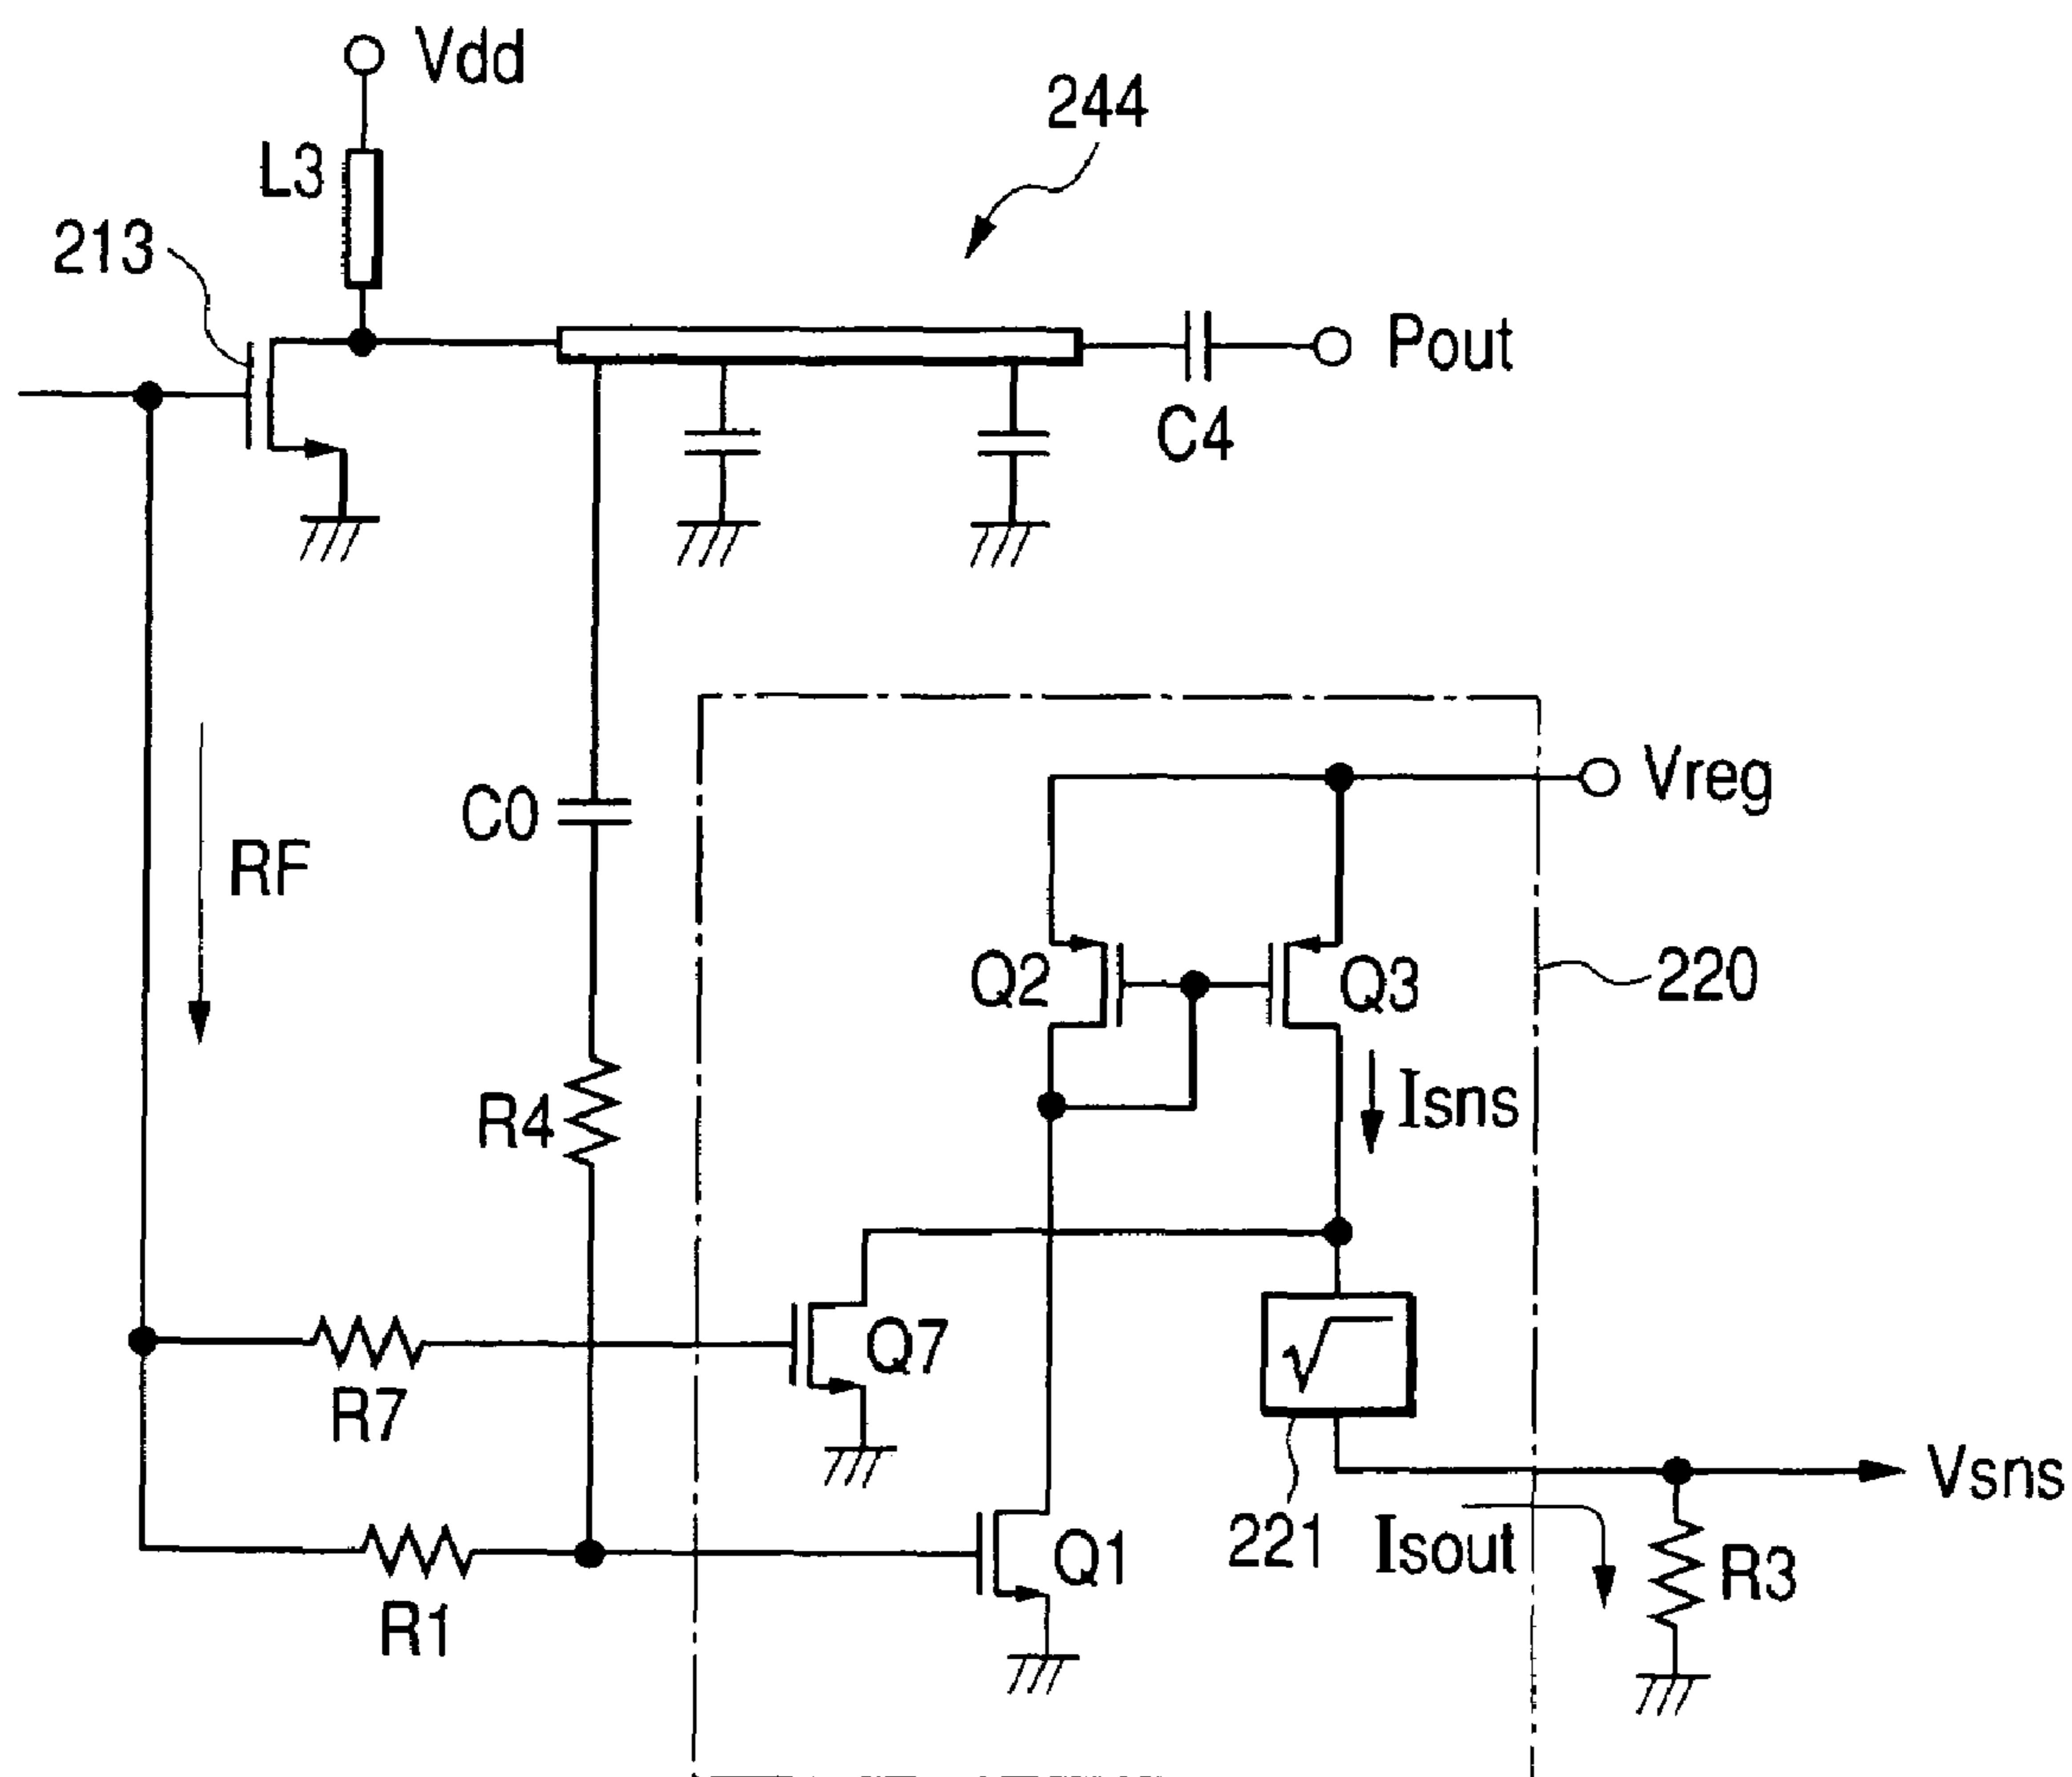 Vdd
244
L3
213
Pout
C4
Vreg
C0
RF
Q2
Q3
220
Isns
R4
√
Q7
R7
Vsns
221
Isout
Q1
R3
R1